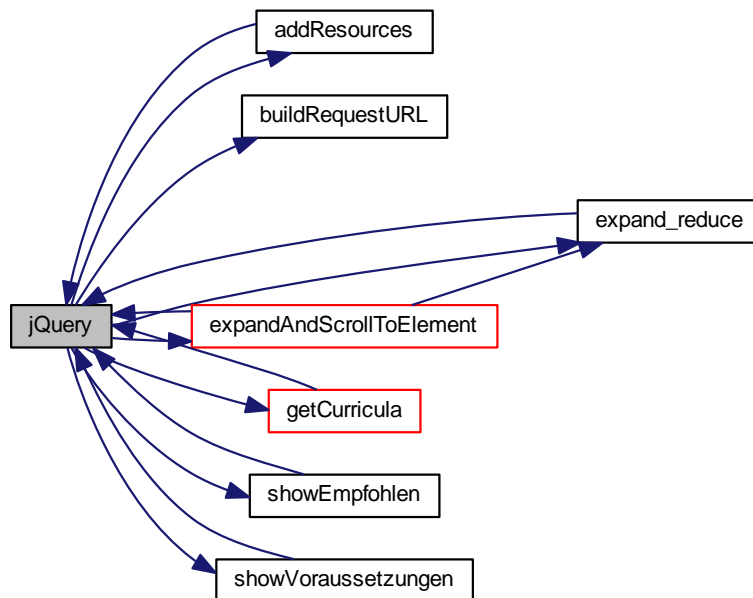 addResources
buildRequestURL
expand_reduce
jQuery
expandAndScrollToElement
getCurricula
showEmpfohlen
showVoraussetzungen